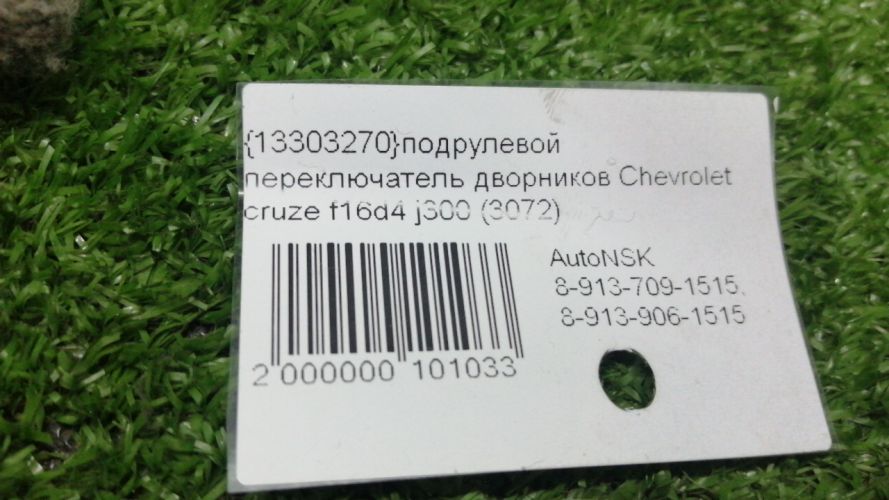 {13303270}подрулевой
переключатель дворников Chevrolet
cruze f16d4 j300 (3072)
AutoNSK
8-913-709-1515,
8-913-906-1515
2 000000 101033